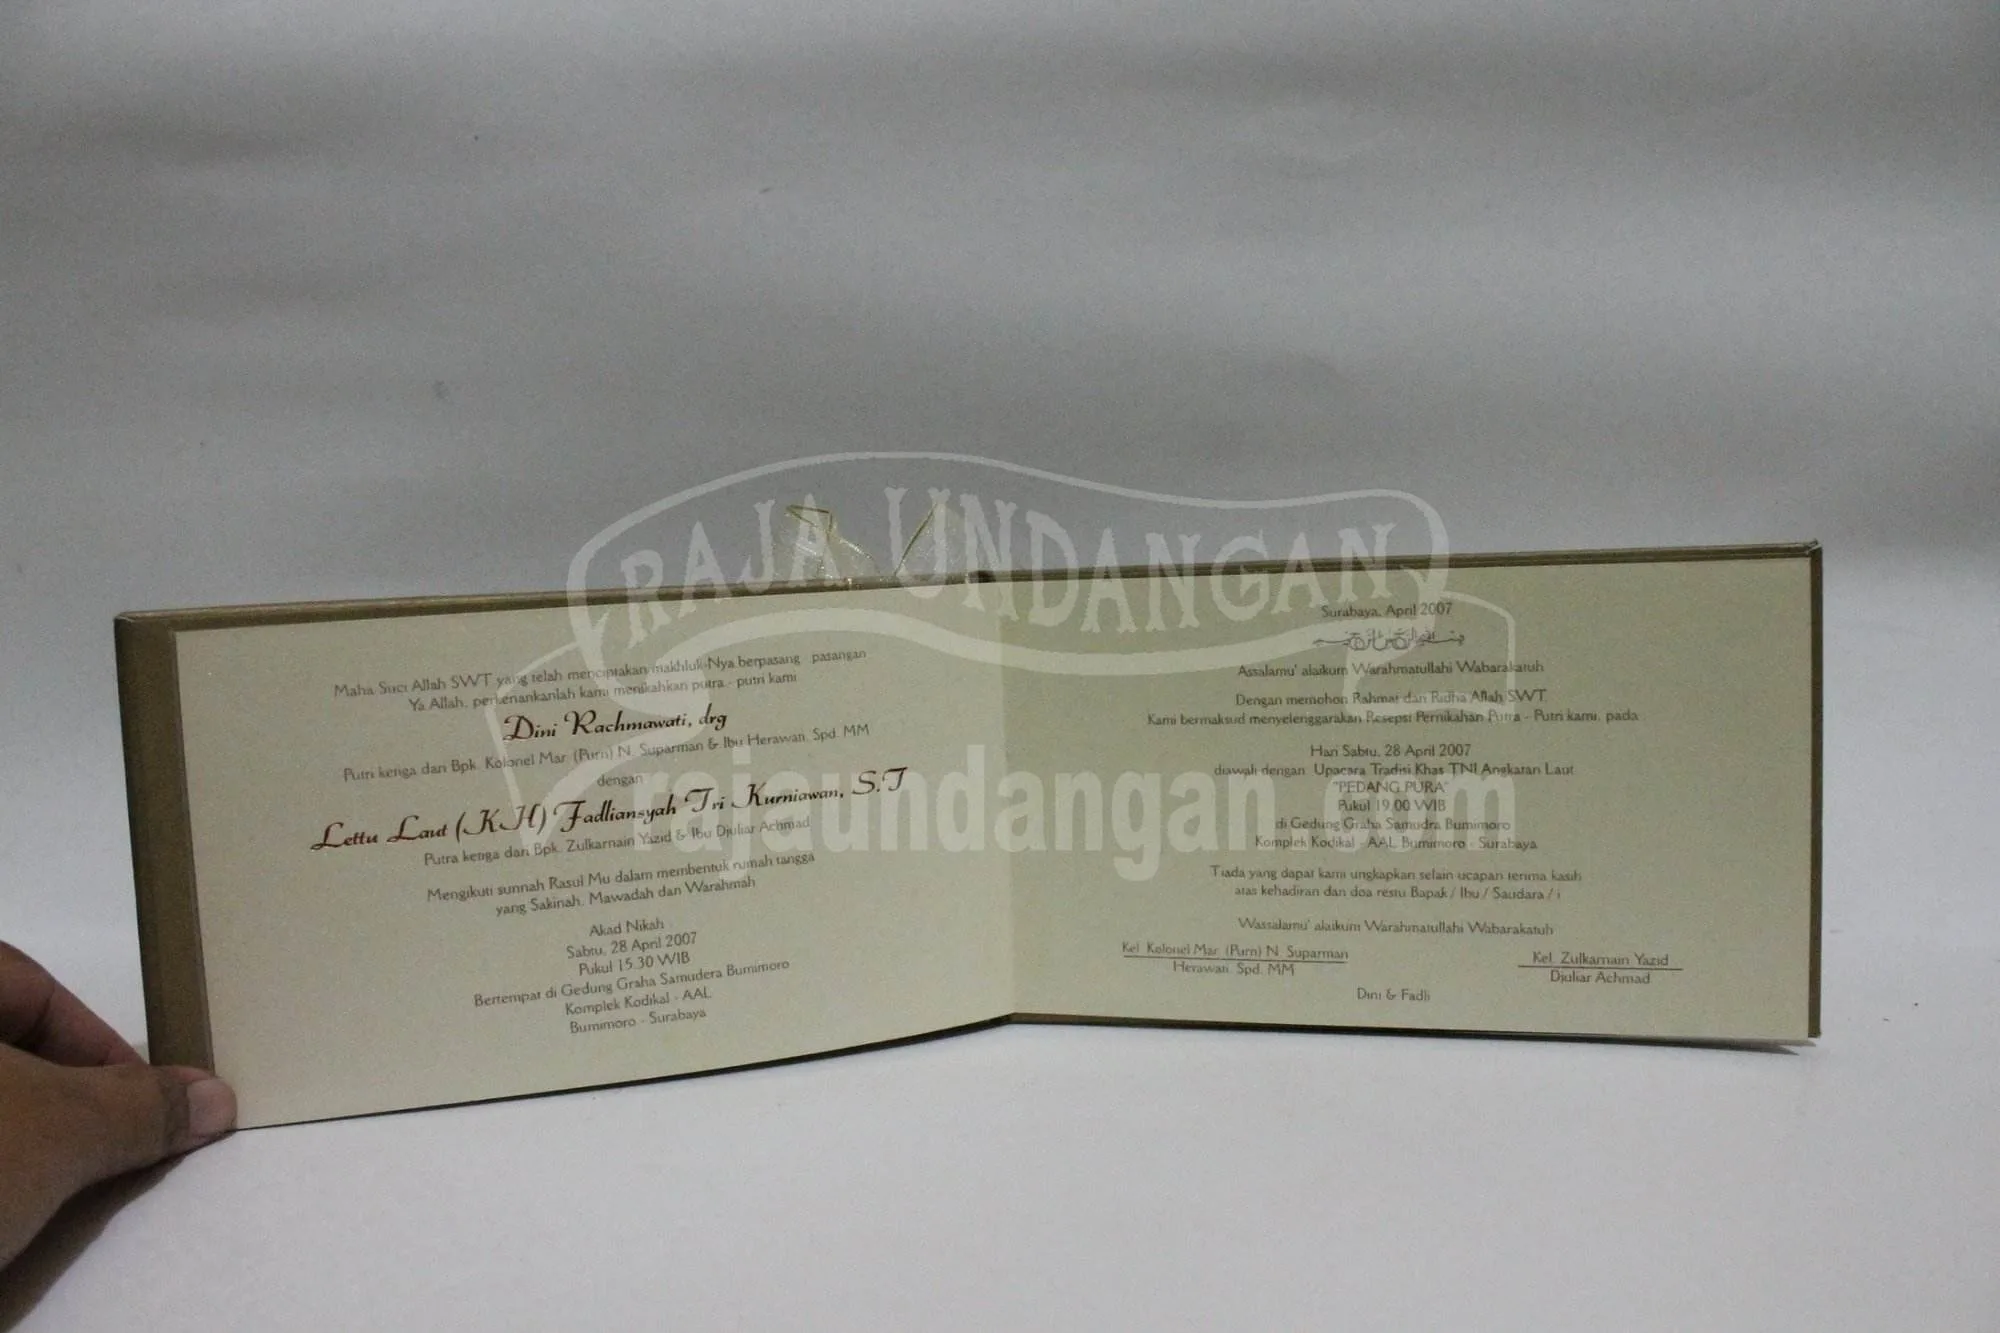 RAJA UNDANGAN
rajaundangan.com
Maha Suci Allah SWT yang telah menciptakan makhluk-Nya berpasang pasangan
Ya Allah, perkenankanlah kami menikahkan putra - putri kami
Dini Rachmawati, drg
Putri ketiga dari Bpk. Kolonel Mar. (Purn) N. Suparman & Ibu Herawati, Spd. MM
dengan
Lettu Laut (KH) Fadliansyah Tri Kurniawan, S.T
Putra ketiga dari Bpk. Zulkarnain Yazid & Ibu Djuliar Achmad
Mengikuti sunnah Rasul Mu dalam membentuk rumah tangga
yang Sakinah, Mawadah dan Warahmah
Akad Nikah
Sabtu, 28 April 2007
Pukul 15.30 WIB
Bertempat di Gedung Graha Samudera Bumimoro
Komplek Kodikal - AAL
Bumimoro - Surabaya
Surabaya, April 2007
بسم الله الرحمن الرحيم
Assalamu' alaikum Warahmatullahi Wabarakatuh
Dengan memohon Rahmat dan Ridha Allah SWT.
Kami bermaksud menyelenggarakan Resepsi Pernikahan Putra - Putri kami, pada
Hari Sabtu, 28 April 2007
diawali dengan Upacara Tradisi Khas TNI Angkatan Laut
"PEDANG PURA"
Pukul 19.00 WIB
di Gedung Graha Samudra Bumimoro
Komplek Kodikal - AAL Bumimoro - Surabaya
Tiada yang dapat kami ungkapkan selain ucapan terima kasih
atas kehadiran dan doa restu Bapak / Ibu / Saudara / i
Wassalamu' alaikum Warahmatullahi Wabarakatuh
Kel. Kolonel Mar. (Purn) N. Suparman
Herawati, Spd. MM
Kel. Zulkarnain Yazid
Djuliar Achmad
Dini & Fadli